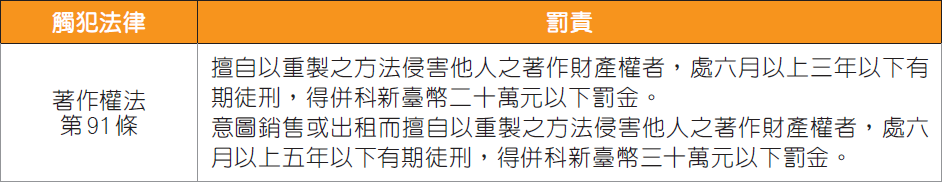 觸犯法律
罰責
著作權法
第91條
擅自以重製之方法侵害他人之著作財產權者，處六月以上三年以下有
期徒刑，得併科新臺幣二十萬元以下罰金。
意圖銷售或出租而擅自以重製之方法侵害他人之著作財產權者，處六
月以上五年以下有期徒刑，得併科新臺幣三十萬元以下罰金。